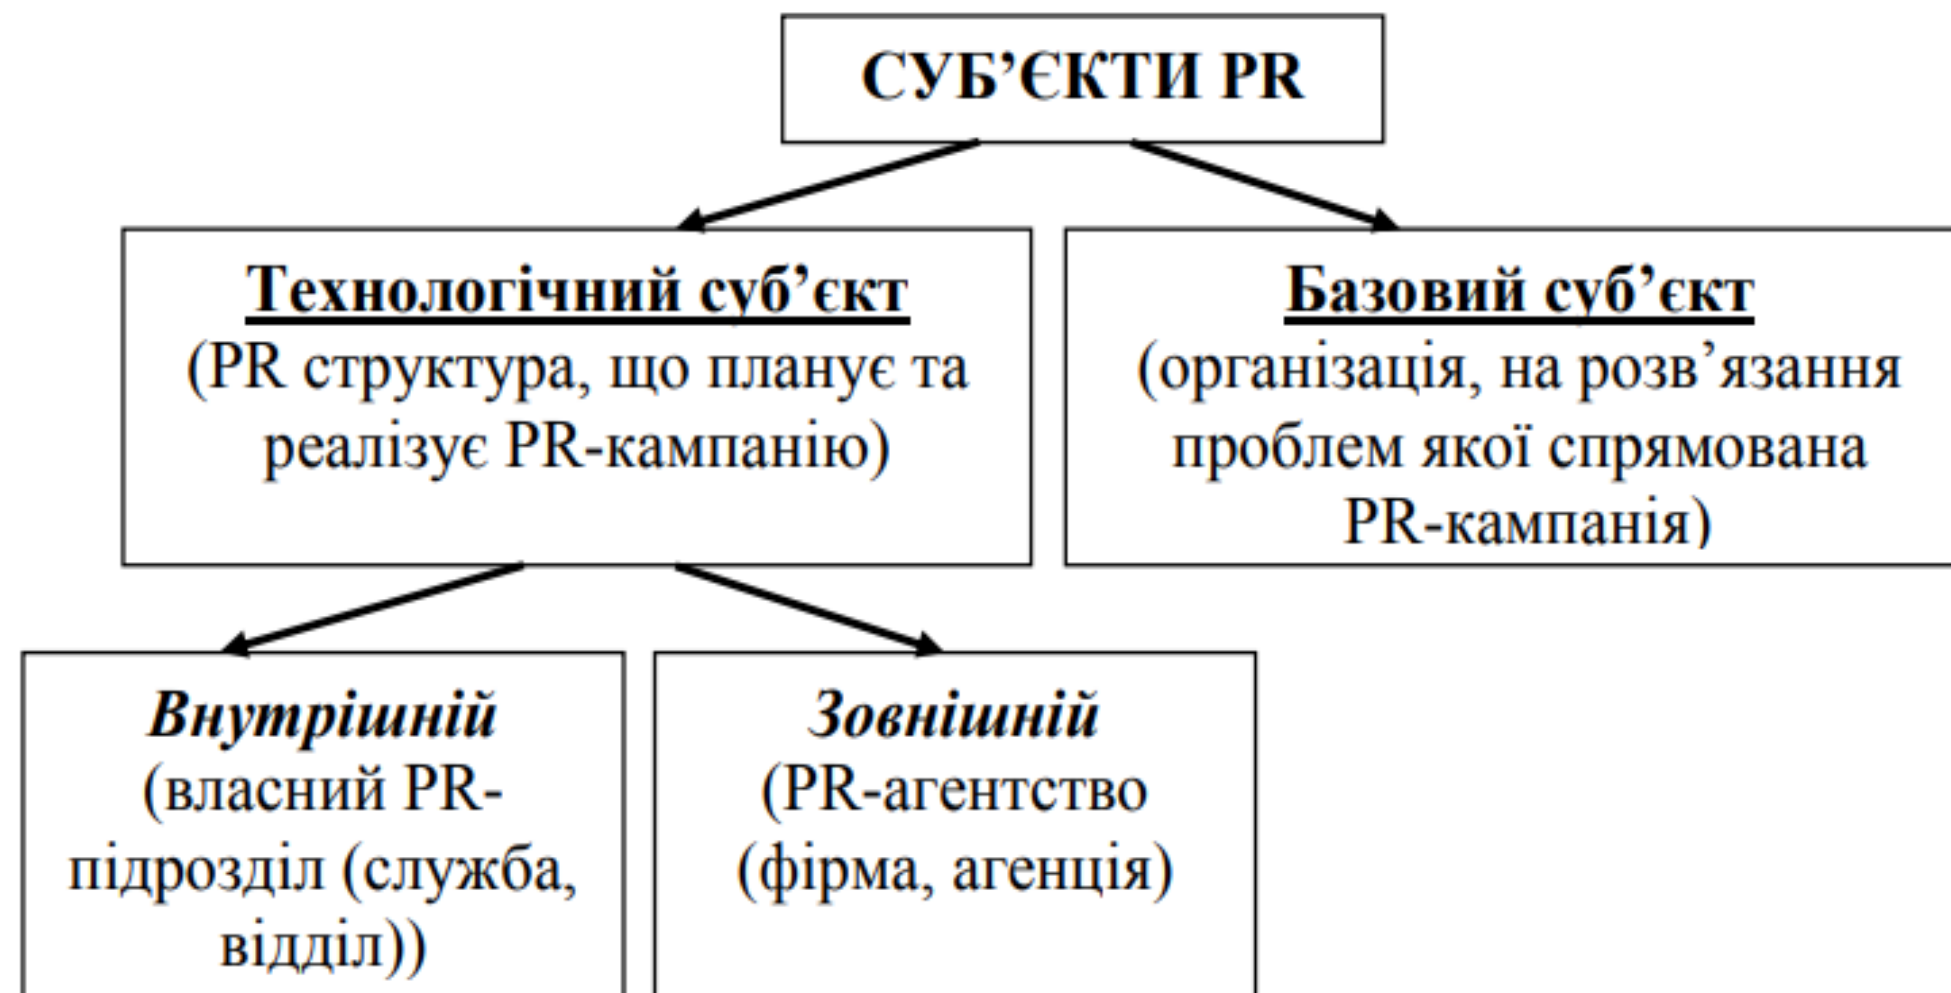 СУБ’ЄКТИ PR
Технологічний суб’єкт
(PR структура, що планує та
реалізує PR-кампанію)
Базовий суб’єкт
(організація, на розв’язання
проблем якої спрямована
PR-кампанія)
Внутрішній
(власний PR-
підрозділ (служба,
відділ))
Зовнішній
(PR-агентство
(фірма, агенція)